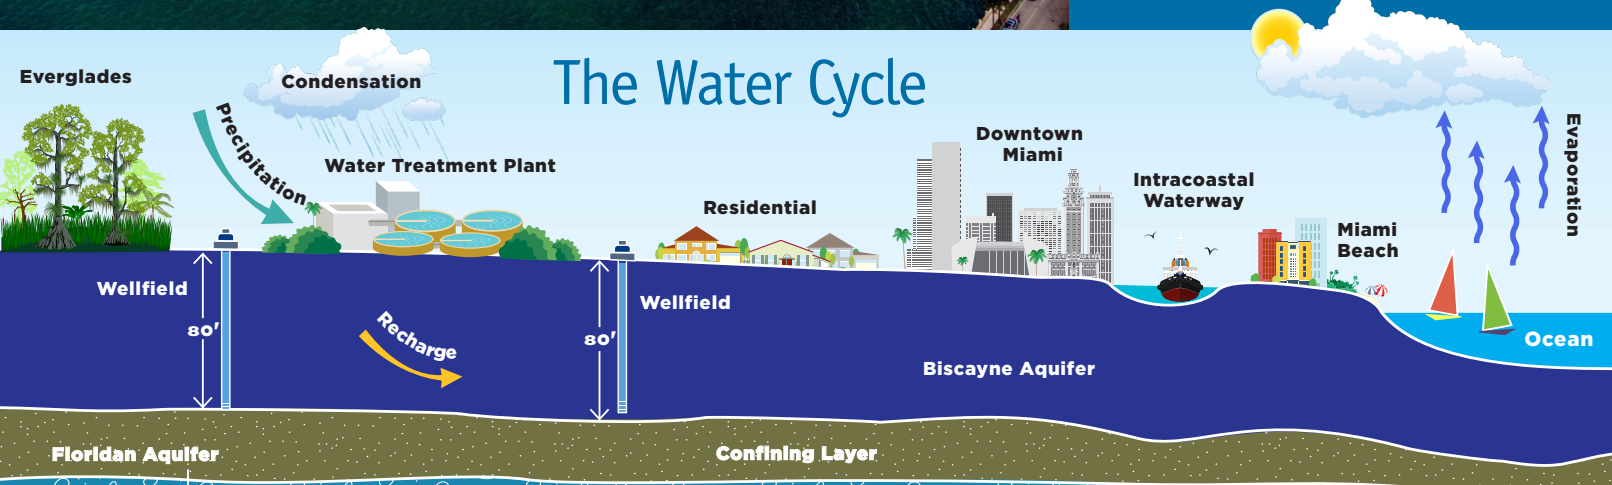 The Water Cycle
Everglades
Condensation
Precipitation
Water Treatment Plant
Residential
Downtown
Miami
Intracoastal
Waterway
Miami
Beach
Evaporation
Wellfield
80'
Recharge
Wellfield
80'
Biscayne Aquifer
Ocean
Floridan Aquifer
Confining Layer